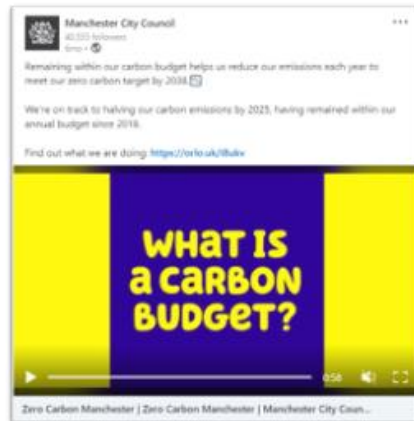 Manchester City Council
followers
6mo •
Remaining within our carbon budget helps us reduce our emissions each year to
meet our zero carbon target by 2038.
We're on track to halving our carbon emissions by 2025, having remained within our
annual budget since 2018.
Find out what we are doing:
WHAT IS
a CaRBON
BUDGET?
0:58
Zero Carbon Manchester | Zero Carbon Manchester | Manchester City Coun...